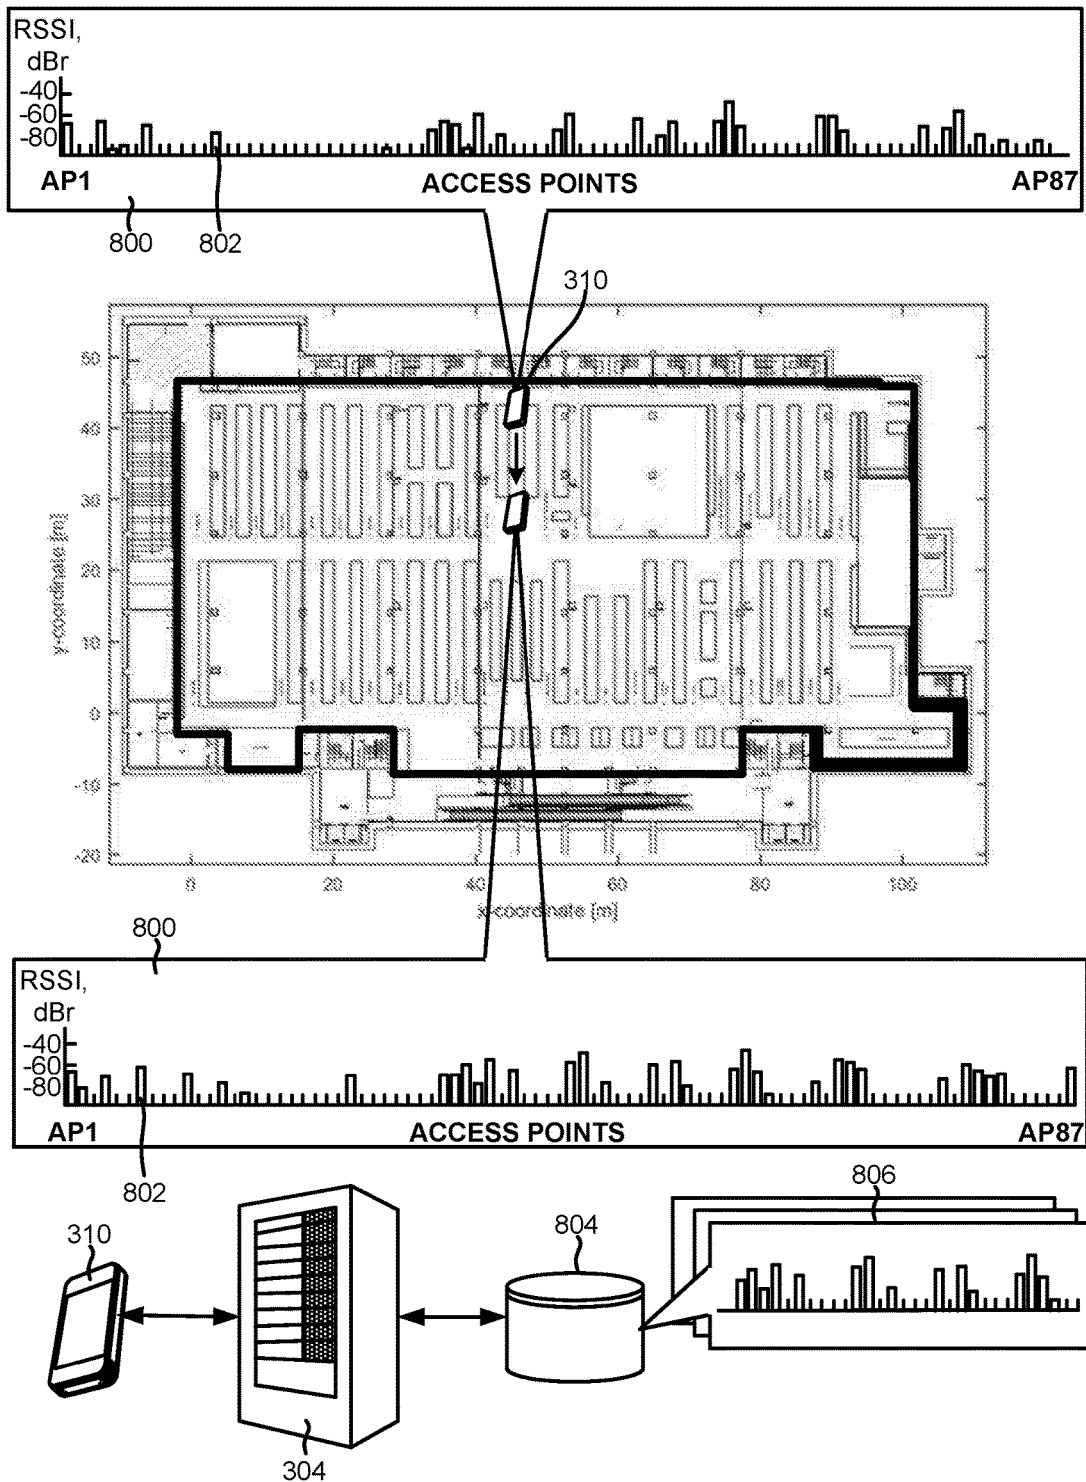 RSSI,
dBr
-40
-60
-80
AP1 ACCESS POINTS AP87
800 802
310
50
40
30
20
10
0
-10
-20
y-coordinate [m]
0 20 40 60 80 100
x-coordinate [m]
800
RSSI,
dBr
-40
-60
-80
AP1 ACCESS POINTS AP87
802
806
310
804
304